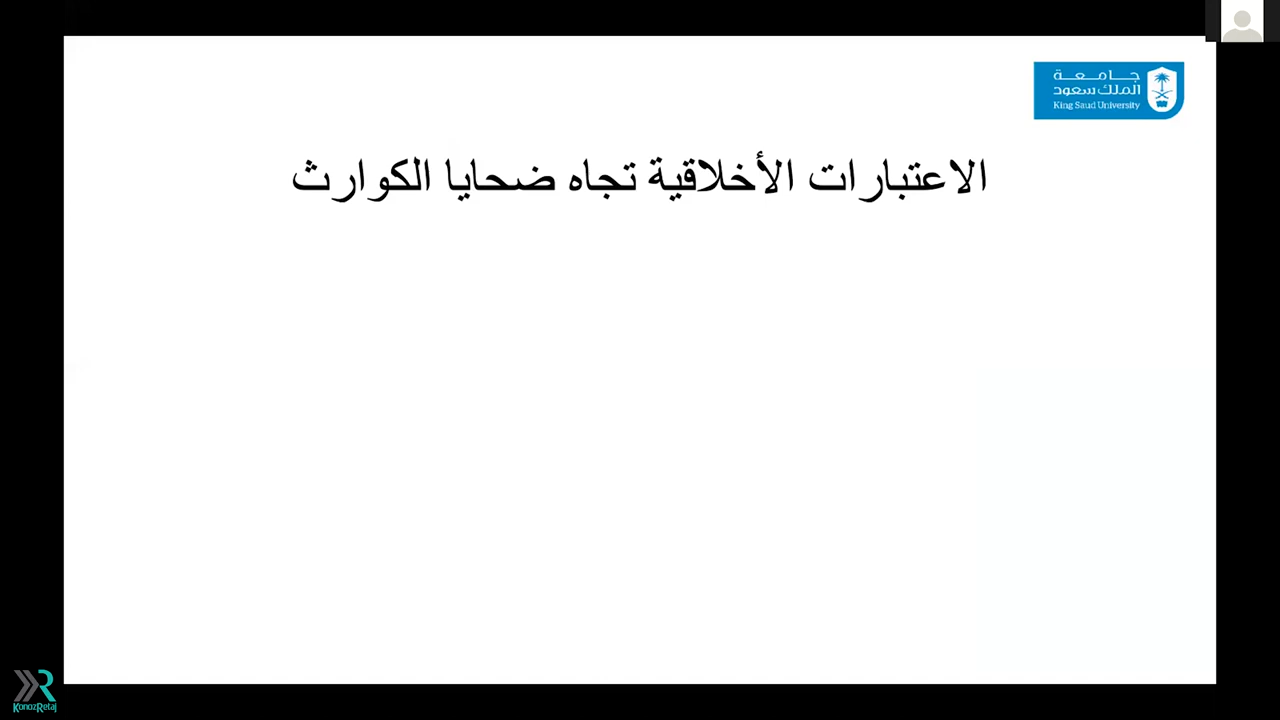 جامعة
الملك سعود
King Saud University
الاعتبارات الأخلاقية تجاه ضحايا الكوارث
KonozRetaj